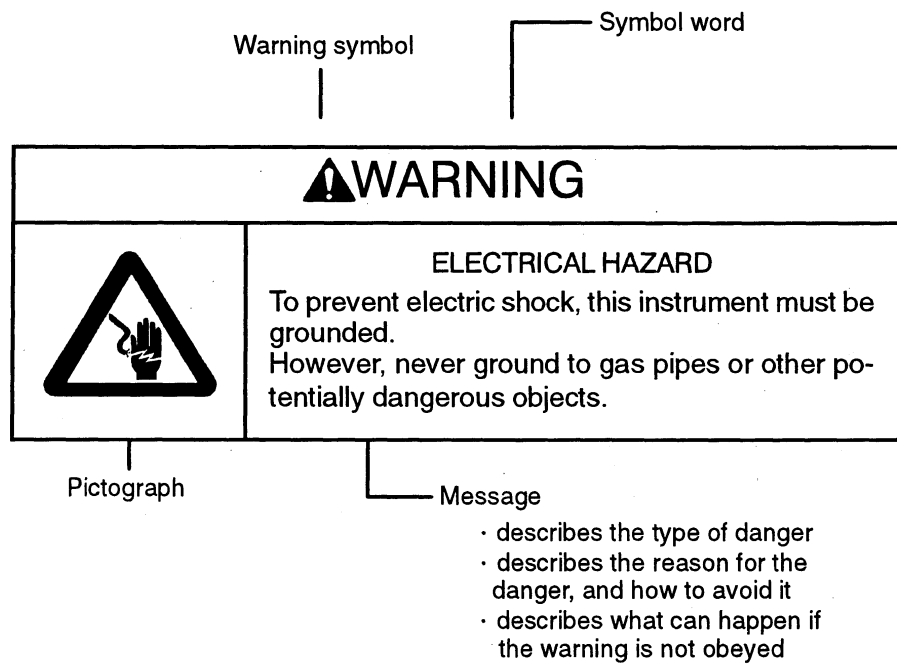 Symbol word
Warning symbol
WARNING
ELECTRICAL HAZARD
To prevent electric shock, this instrument must be
grounded.
However, never ground to gas pipes or other po-
tentially dangerous objects.
Pictograph
Message
· describes the type of danger
· describes the reason for the
danger, and how to avoid it
· describes what can happen if
the warning is not obeyed